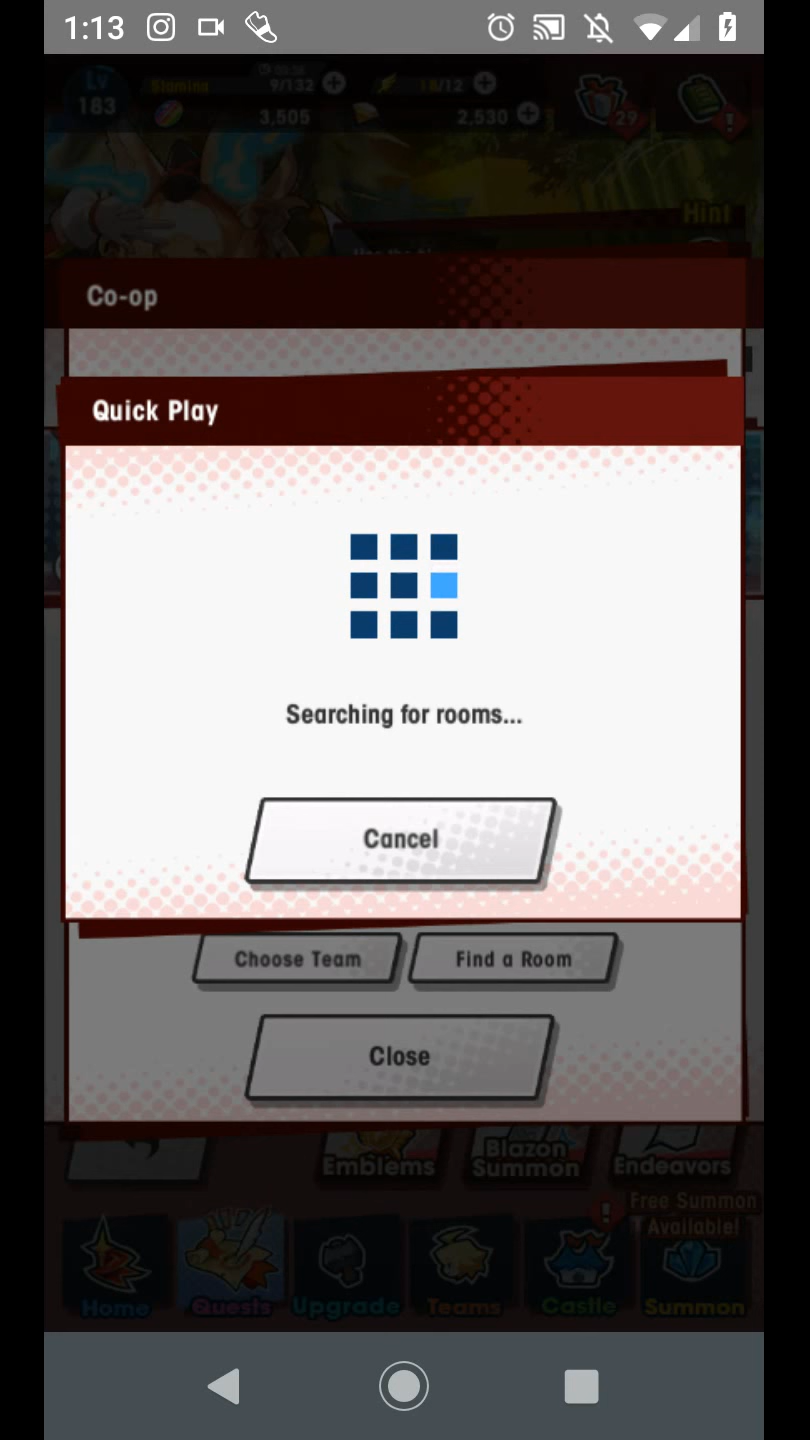 1:13
Lv
183
Stamina
9/132
18/12
3,505
2,530
29
Hint
Co-op
Quick Play
Searching for rooms...
Cancel
Choose Team
Find a Room
Close
Emblems
Blazon
Summon
Endeavors
Free Summon
Available!
Home
Quests
Upgrade
Teams
Castle
Summon